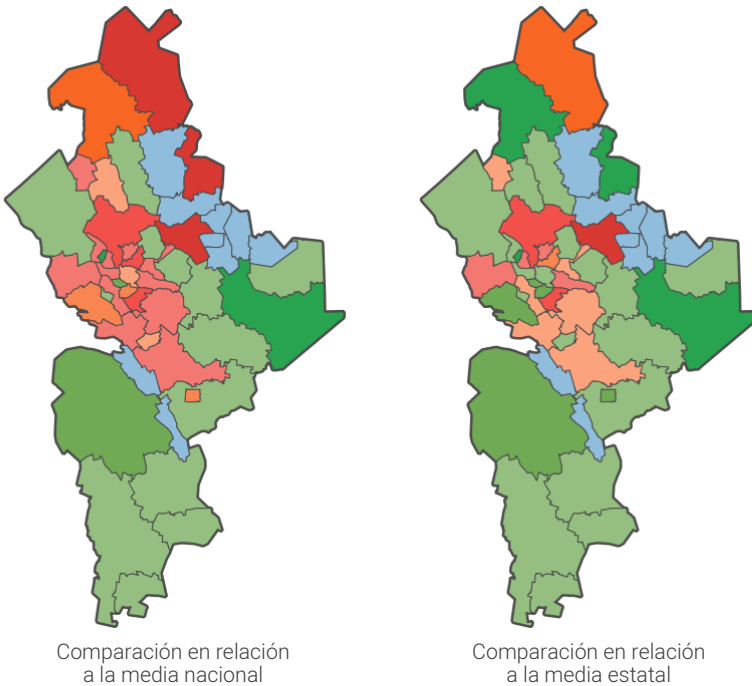 Comparación en relación
a la media nacional
Comparación en relación
a la media estatal